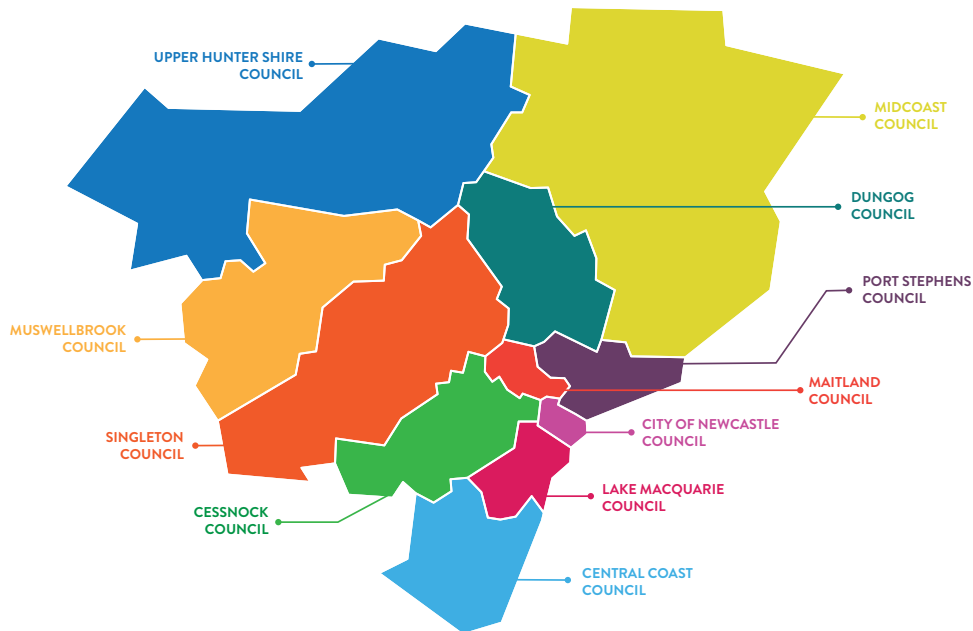 UPPER HUNTER SHIRE
COUNCIL
MIDCOAST
COUNCIL
DUNGOG
COUNCIL
PORT STEPHENS
COUNCIL
MUSWELLBROOK
COUNCIL
MAITLAND
COUNCIL
CITY OF NEWCASTLE
COUNCIL
SINGLETON
COUNCIL
LAKE MACQUARIE
COUNCIL
CESSNOCK
COUNCIL
CENTRAL COAST
COUNCIL